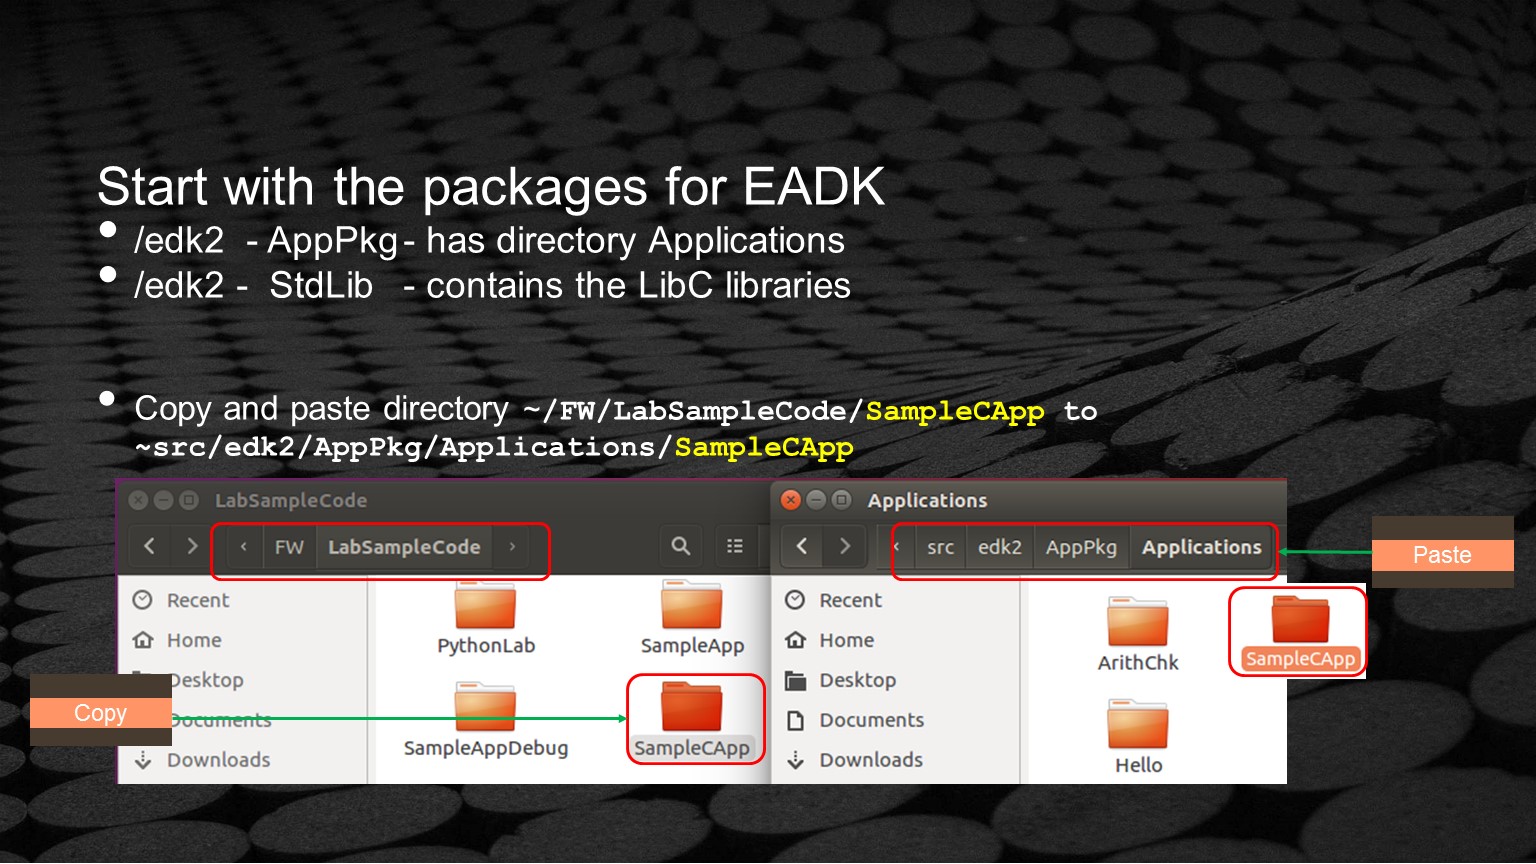 Start with the packages for EADK
• /edk2 - AppPkg - has directory Applications
• /edk2 - StdLib - contains the LibC libraries
• Copy and paste directory ~/FW/LabSampleCode/SampleCApp to
~src/edk2/AppPkg/Applications/SampleCApp
LabSampleCode
FW LabSampleCode
Recent
Home
Desktop
Documents
Downloads
PythonLab SampleApp
SampleAppDebug SampleCApp
Copy
Applications
src edk2 AppPkg Applications
Recent
Home
Desktop
Documents
Downloads
ArithChk SampleCApp
Hello
Paste